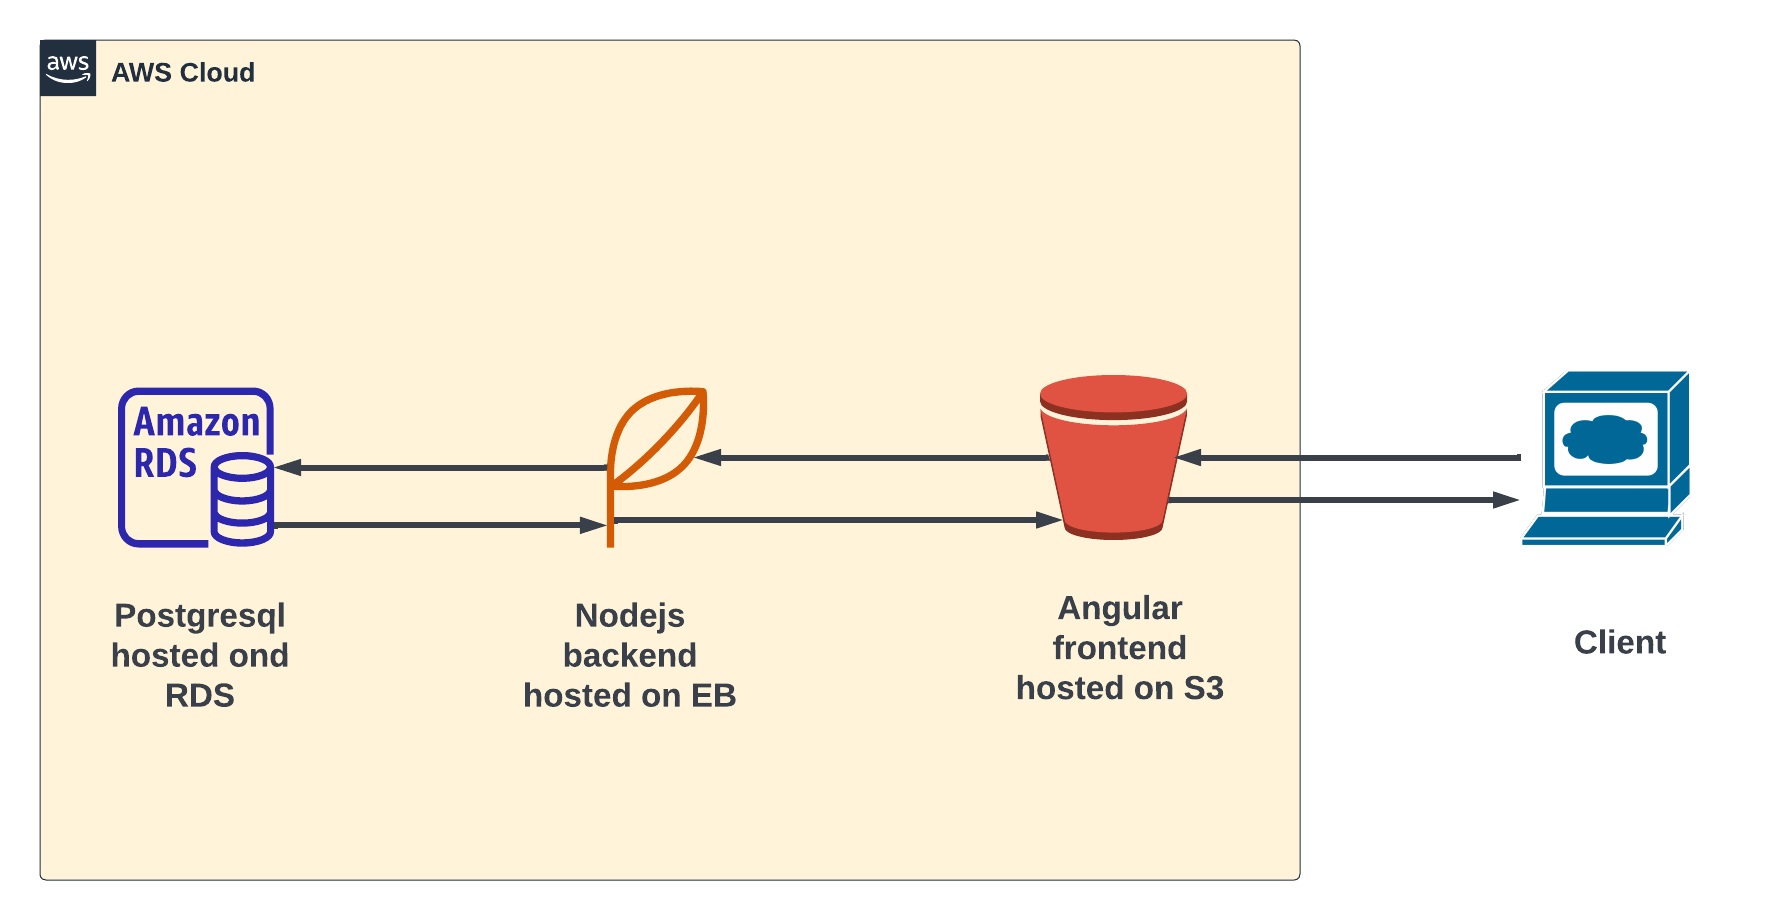 aws
AWS Cloud
Amazon
RDS
Postgresql
hosted ond
RDS
Nodejs
backend
hosted on EB
Angular
frontend
hosted on S3
Client